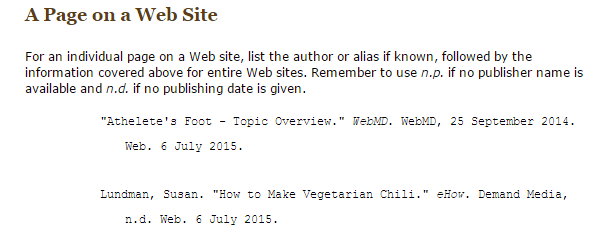 A Page on a Web Site
For an individual page on a Web site, list the author or alias if known, followed by the
information covered above for entire Web sites. Remember to use n.p. if no publisher name is
available and n.d. if no publishing date is given.
"Athelete's Foot - Topic Overview." WebMD. WebMD, 25 September 2014.
Web. 6 July 2015.
Lundman, Susan. "How to Make Vegetarian Chili." eHow. Demand Media,
n.d. Web. 6 July 2015.